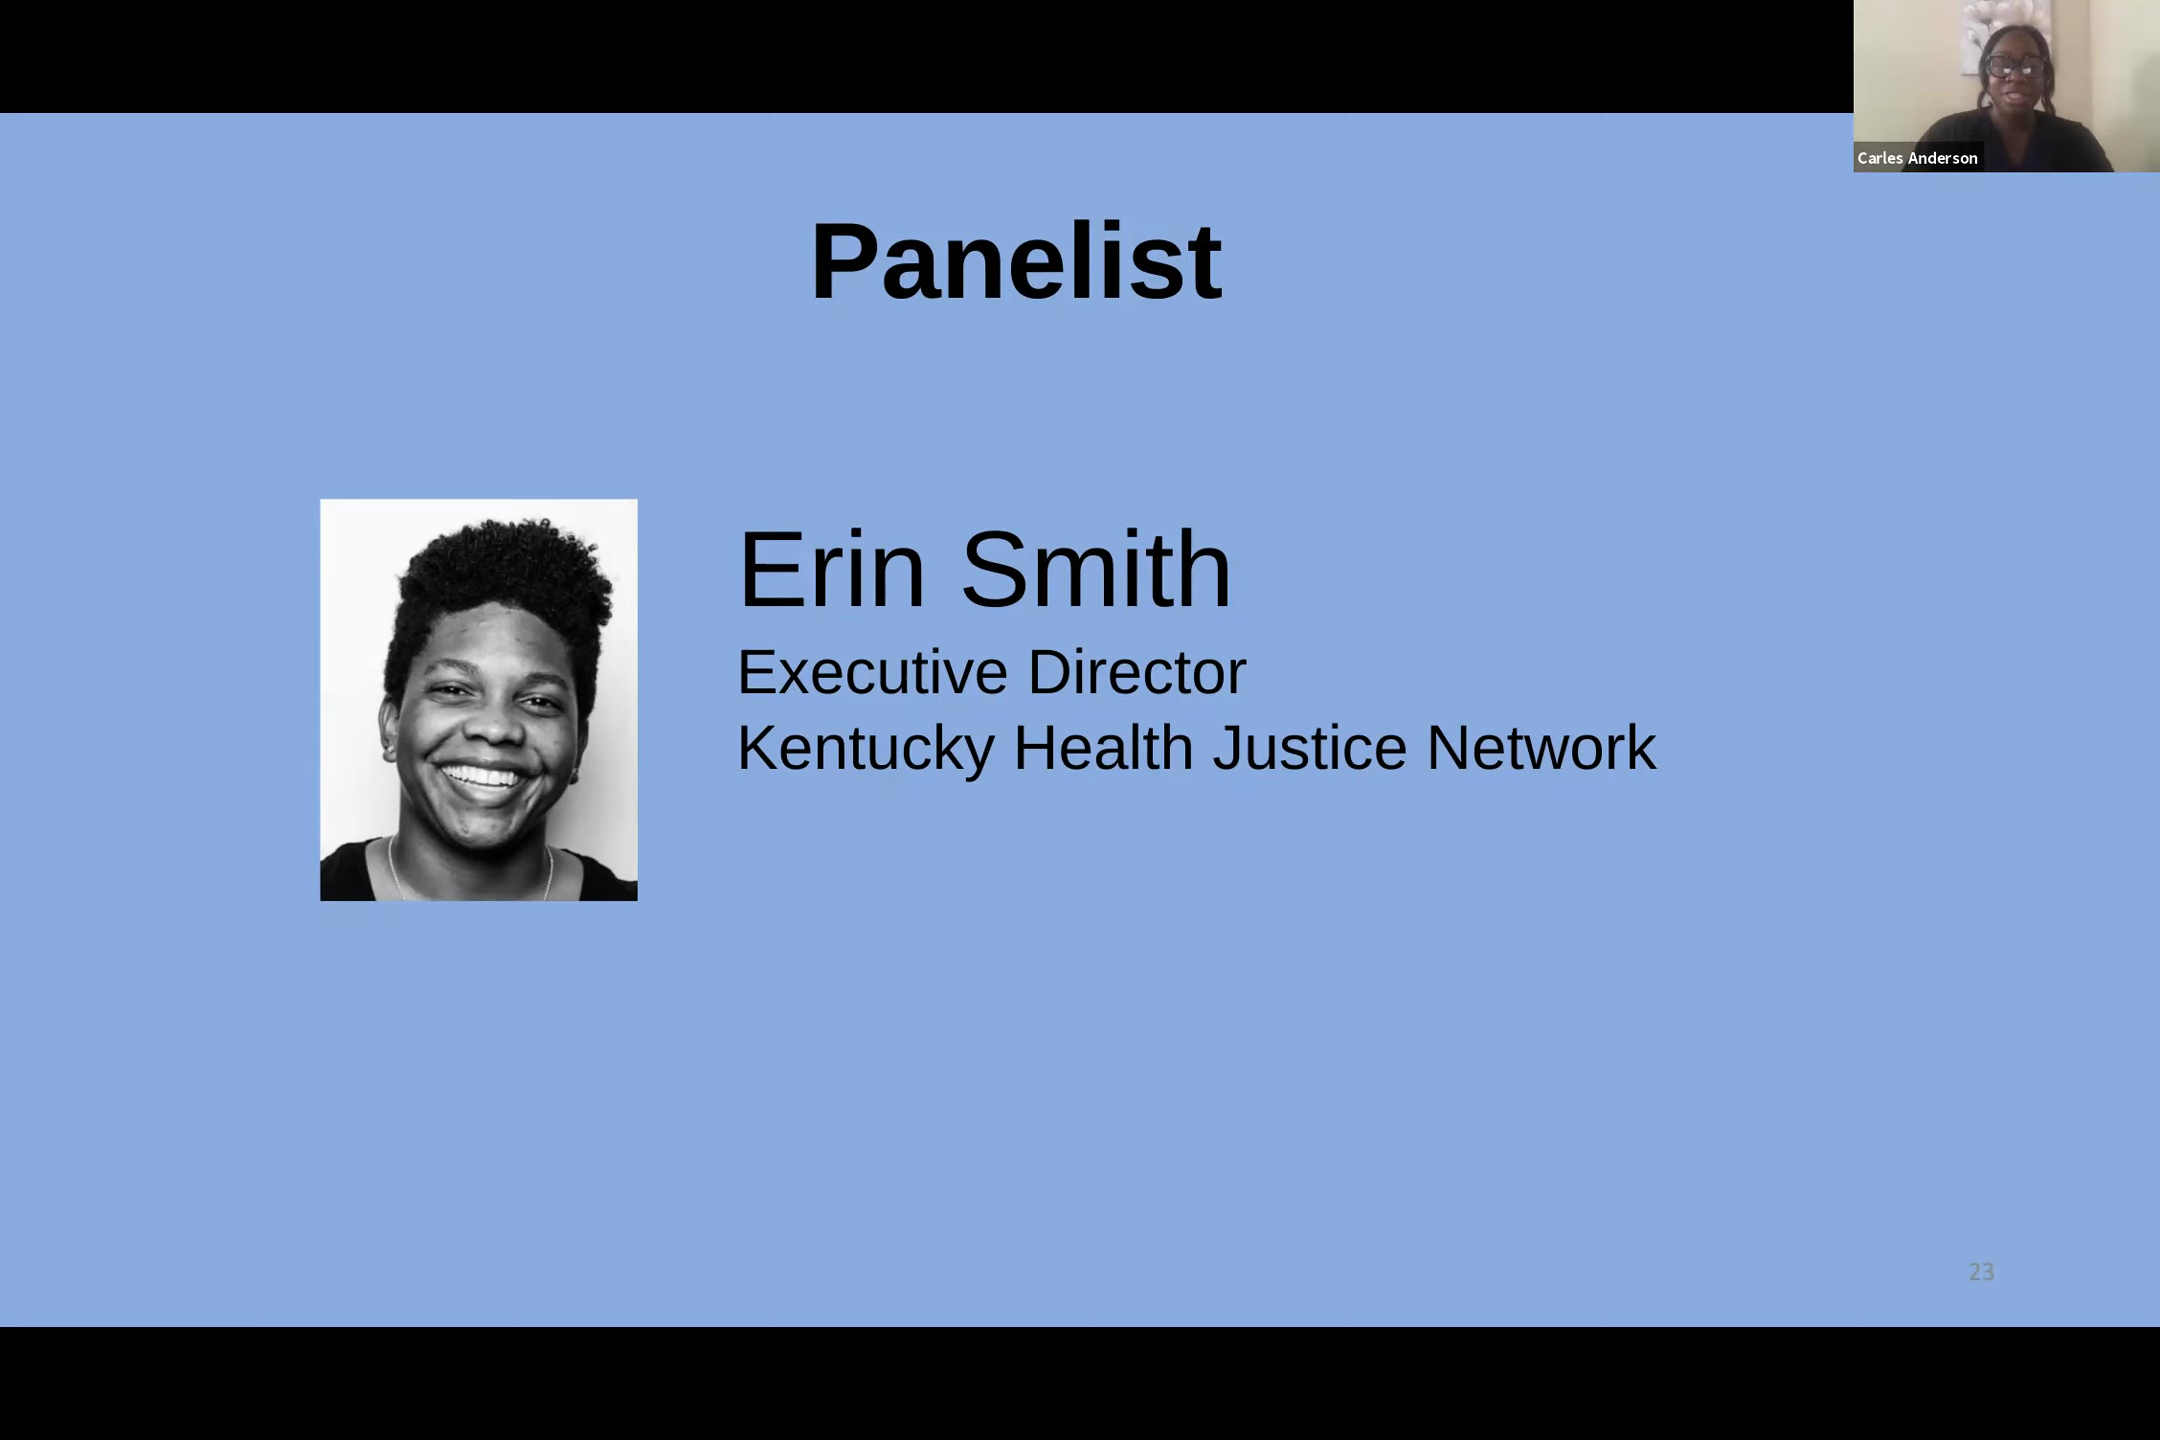 Carles Anderson
Panelist
Erin Smith
Executive Director
Kentucky Health Justice Network
23